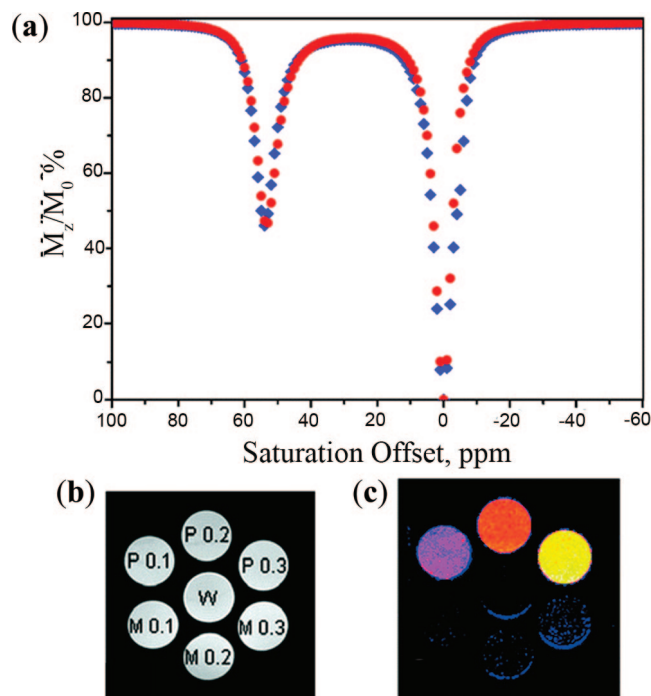 (a)
100
80
60
40
20
0
M_z/M_0 %
100 80 60 40 20 0 -20 -40 -60
Saturation Offset, ppm
(b) (c)
P 0.2
P 0.1 P 0.3
W
M 0.1 M 0.3
M 0.2